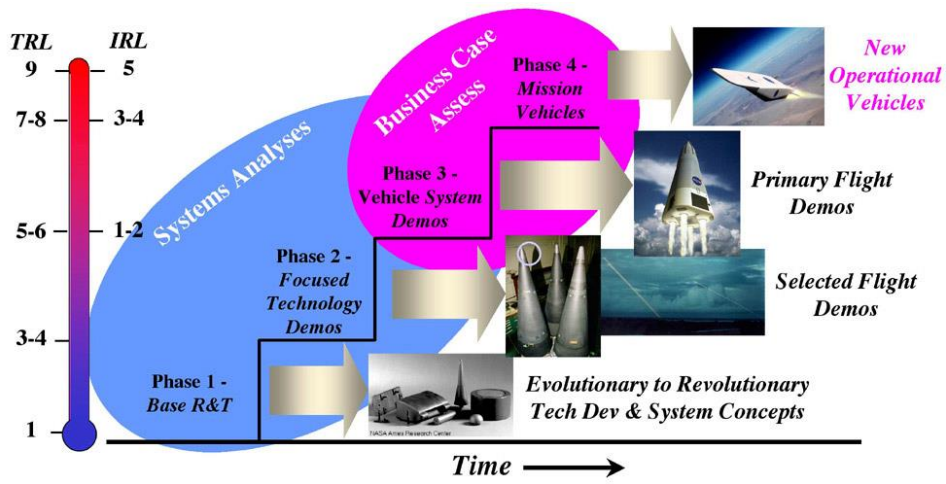 TRL IRL
9 5
7-8 3-4
5-6 1-2
3-4
1
Systems Analyses
Business Case
Assess
Phase 4 -
Mission
Vehicles
New
Operational
Vehicles
Phase 3 -
Vehicle System
Demos
Primary Flight
Demos
Phase 2 -
Focused
Technology
Demos
Selected Flight
Demos
Phase 1 -
Base R&T
Evolutionary to Revolutionary
Tech Dev & System Concepts
NASA Ames Research Center
Time